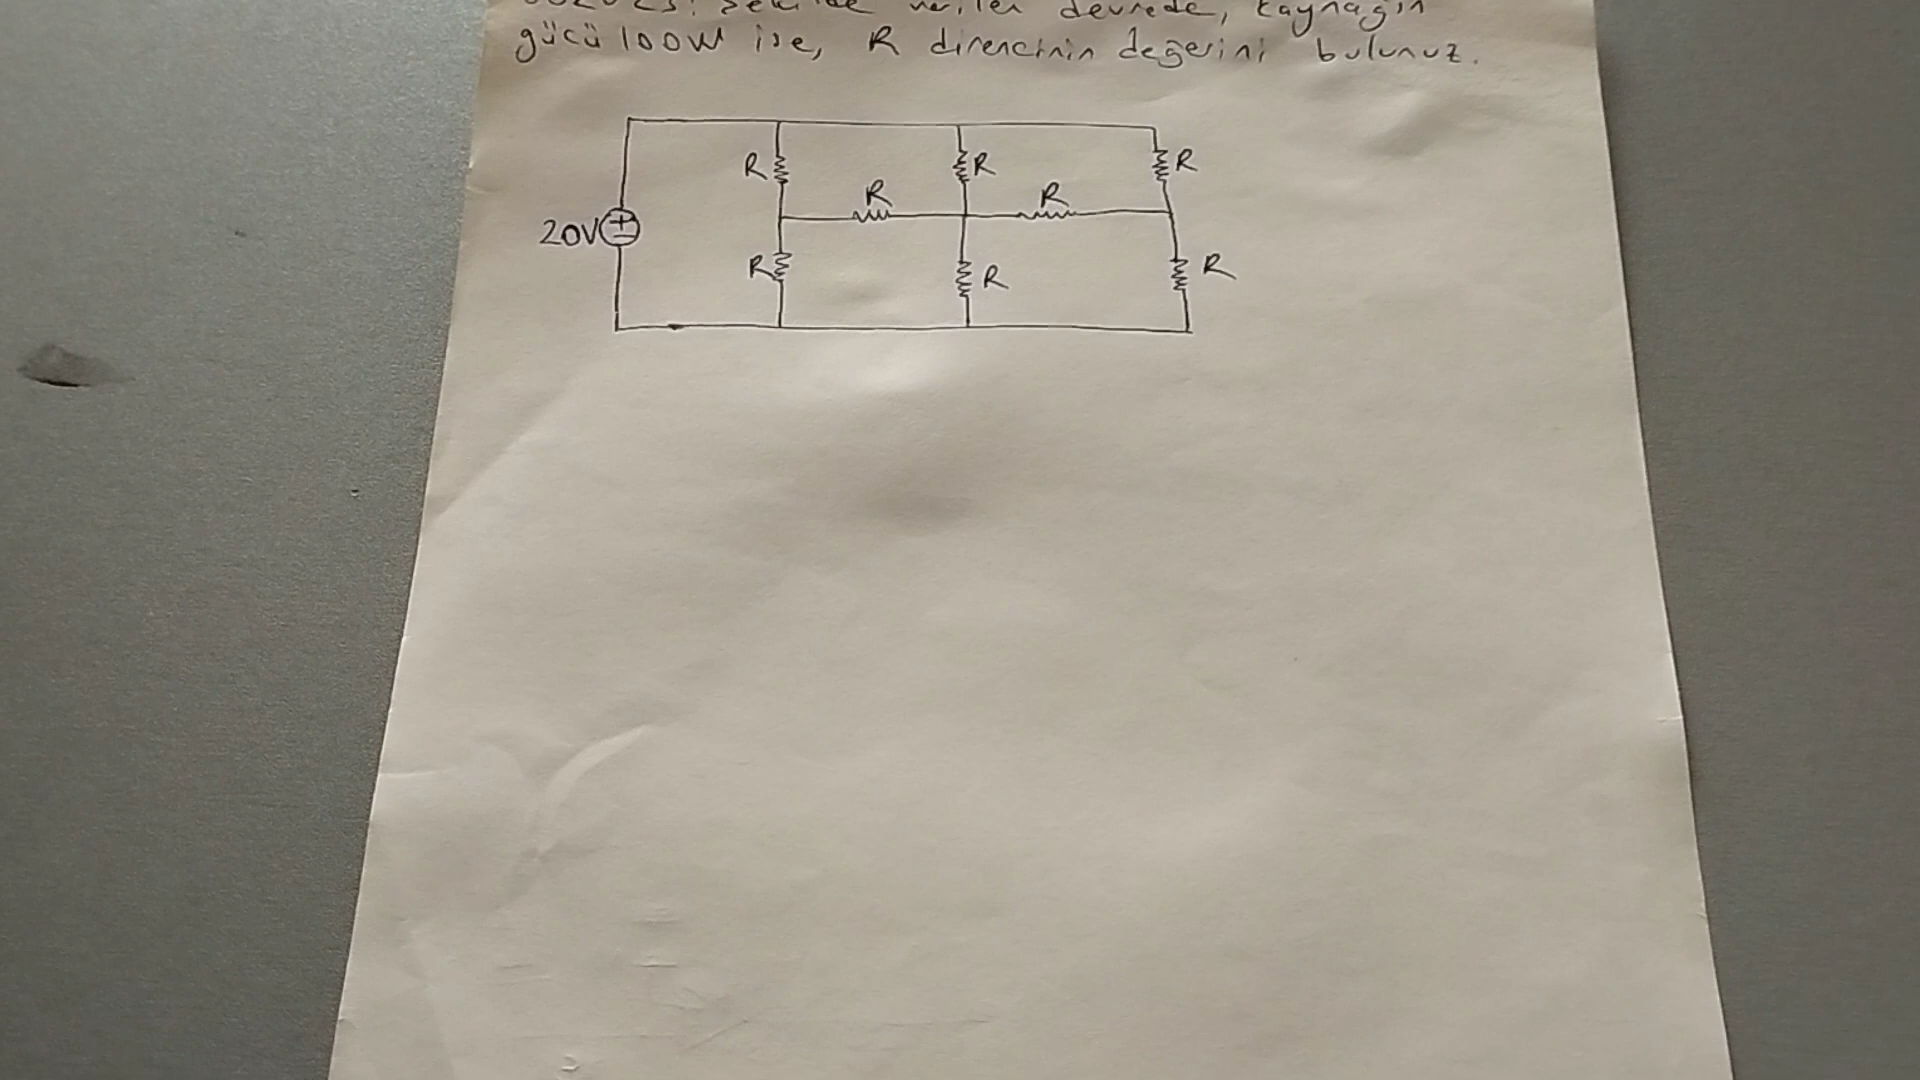 verilen devrede, kaynağın
gücü 100W ise, R direncinin değerini bulunuz.
R
R
R
R
R
20V
+
-
R
R
R